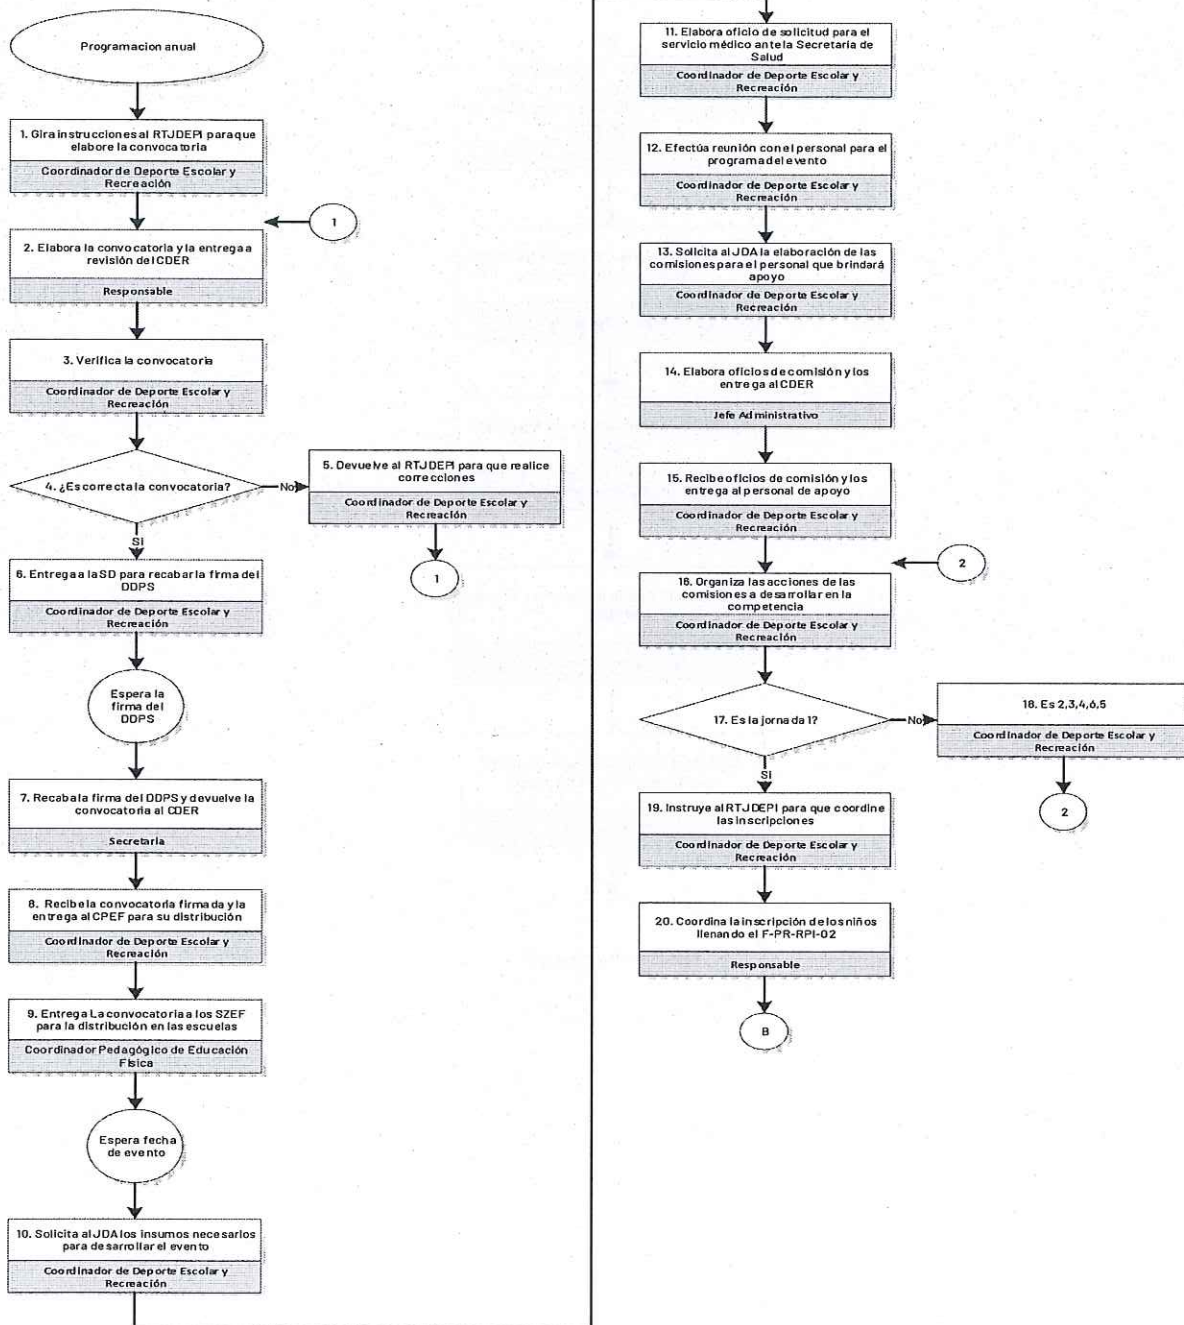 Programacion anual
1. Gira instrucciones al RTJDEPI para que
elabore la convocatoria
Coordinador de Deporte Escolar y
Recreación
1
2. Elabora la convocatoria y la entrega a
revisión del CDER
Responsable
3. Verifica la convocatoria
Coordinador de Deporte Escolar y
Recreación
4. ¿Es correcta la convocatoria?
No
5. Devuelve al RTJDEPI para que realice
correcciones
Coordinador de Deporte Escolar y
Recreación
1
SI
6. Entrega a la SD para recabar la firma del
DDPS
Coordinador de Deporte Escolar y
Recreación
Espera la
firma del
DDPS
7. Recaba la firma del DDPS y devuelve la
convocatoria al CDER
Secretaria
8. Recibe la convocatoria firmada y la
entrega al CPEF para su distribución
Coordinador de Deporte Escolar y
Recreación
9. Entrega La convocatoria a los SZEF
para la distribución en las escuelas
Coordinador Pedagógico de Educación
Física
Espera fecha
de evento
10. Solicita al JDA los insumos necesarios
para desarrollar el evento
Coordinador de Deporte Escolar y
Recreación
11. Elabora oficio de solicitud para el
servicio médico ante la Secretaria de
Salud
Coordinador de Deporte Escolar y
Recreación
12. Efectúa reunión con el personal para el
programa del evento
Coordinador de Deporte Escolar y
Recreación
13. Solicita al JDA la elaboración de las
comisiones para el personal que brindará
apoyo
Coordinador de Deporte Escolar y
Recreación
14. Elabora oficios de comisión y los
entrega al CDER
Jefe Administrativo
15. Recibe oficios de comisión y los
entrega al personal de apoyo
Coordinador de Deporte Escolar y
Recreación
2
16. Organiza las acciones de las
comisiones a desarrollar en la
competencia
Coordinador de Deporte Escolar y
Recreación
17. Es la jornada 1?
No
18. Es 2,3,4,6,5
Coordinador de Deporte Escolar y
Recreación
2
SI
19. Instruye al RTJDEPI para que coordine
las inscripciones
Coordinador de Deporte Escolar y
Recreación
20. Coordina la inscripción de los niños
llenando el F-PR-RPI-02
Responsable
B